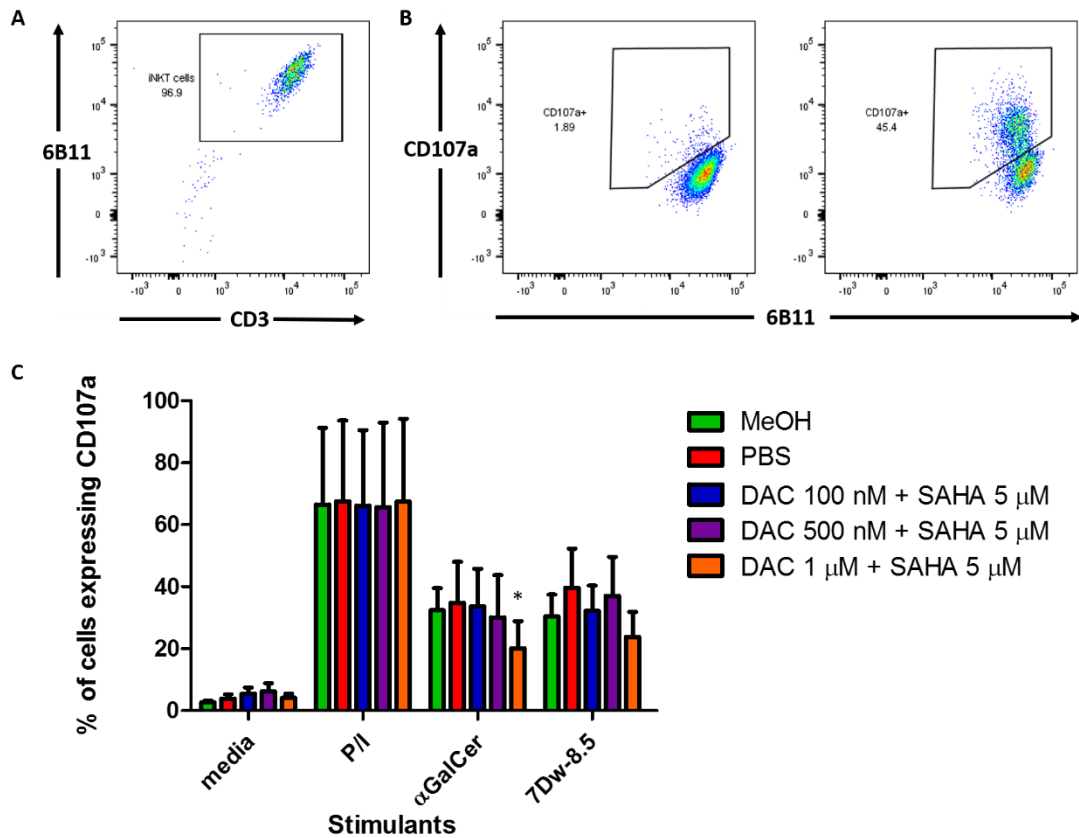 A
6B11
10⁵
10⁴
10³
0
-10³
iNKT cells
96.9
-10³ 0 10³ 10⁴ 10⁵
CD3
B
CD107a
10⁵
10⁴
10³
0
-10³
CD107a+
1.89
-10³ 0 10³ 10⁴ 10⁵
10⁵
10⁴
10³
0
-10³
CD107a+
45.4
-10³ 0 10³ 10⁴ 10⁵
6B11
C
% of cells expressing CD107a
100
80
60
40
20
0
*
media
P/I
αGalCer
7Dw-8.5
Stimulants
MeOH
PBS
DAC 100 nM + SAHA 5 μM
DAC 500 nM + SAHA 5 μM
DAC 1 μM + SAHA 5 μM